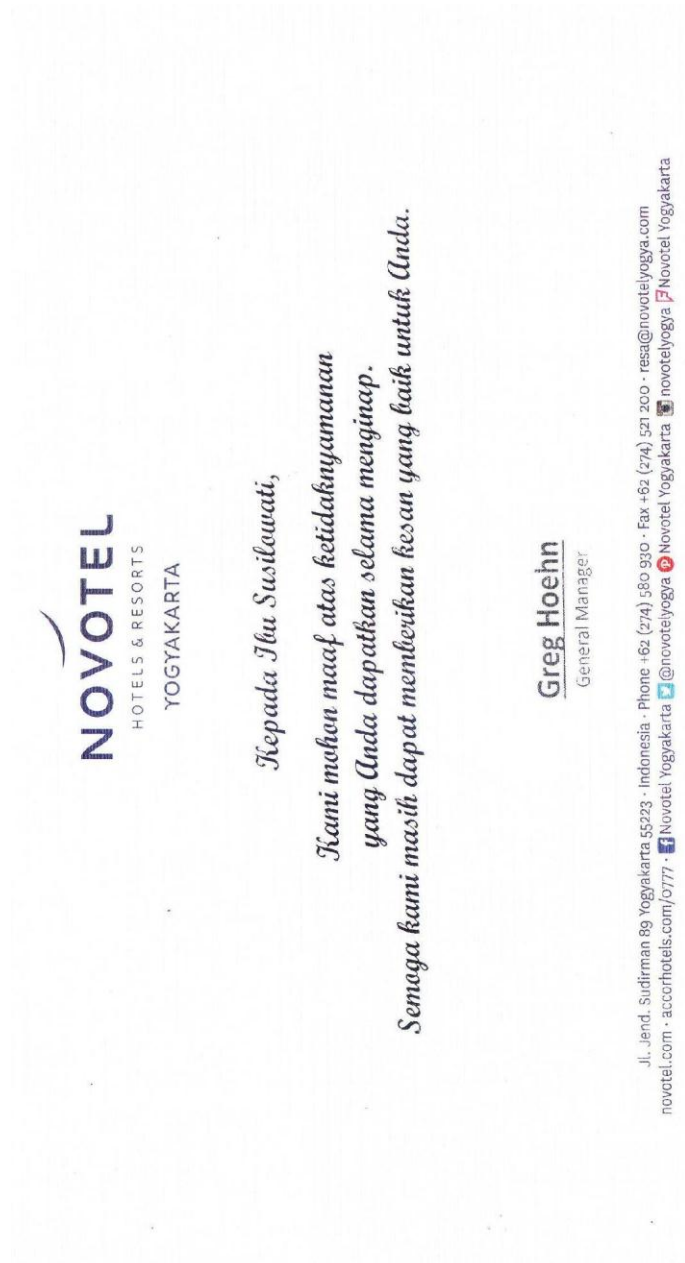 NOVOTEL
HOTELS & RESORTS
YOGYAKARTA
Kepada Ibu Susilowati,
Kami mohon maaf atas ketidaknyamanan
yang Anda dapatkan selama menginap.
Semoga kami masih dapat memberikan kesan yang baik untuk Anda.
Greg Hoehn
General Manager
Jl. Jend. Sudirman 89 Yogyakarta 55223 · Indonesia · Phone +62 (274) 580 930 · Fax +62 (274) 521 200 · resa@novotelyogya.com
novotel.com · accorhotels.com/0777 · Novotel Yogyakarta @novotelyogya Novotel Yogyakarta novotelyogya Novotel Yogyakarta